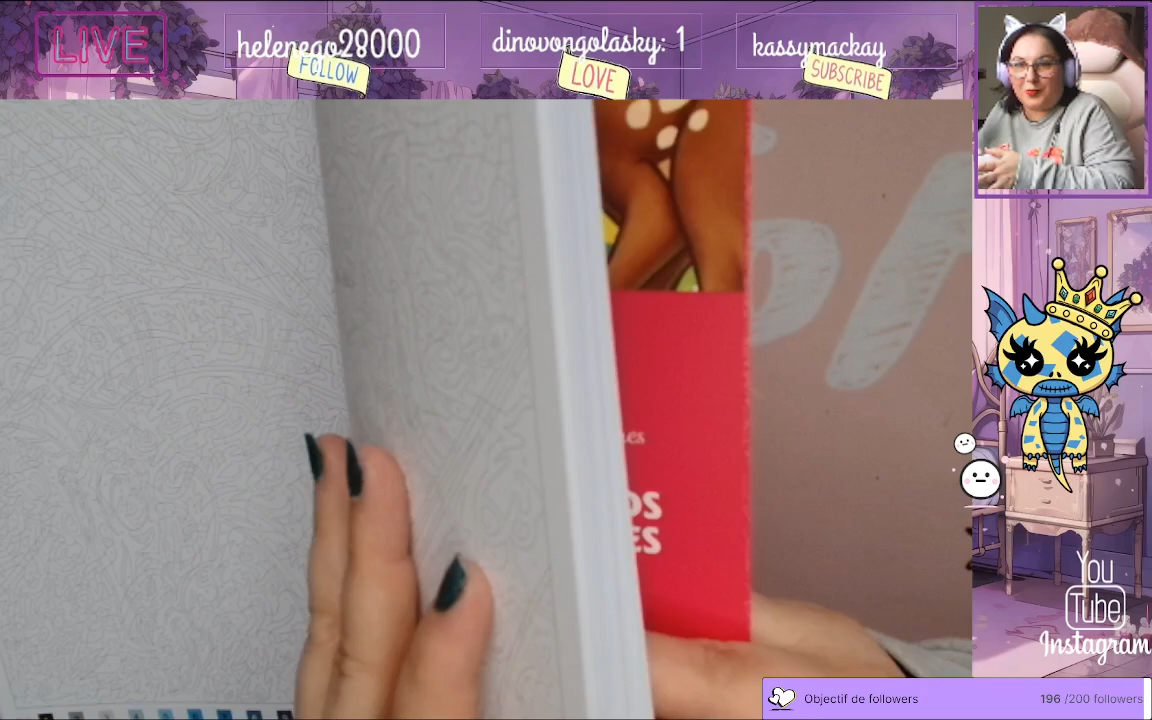 LIVE
helenego28000
FOLLOW
dinovongolasky: 1
LOVE
kassymackay
SUBSCRIBE
You
Tube
Instagram
Objectif de followers
196 /200 followers